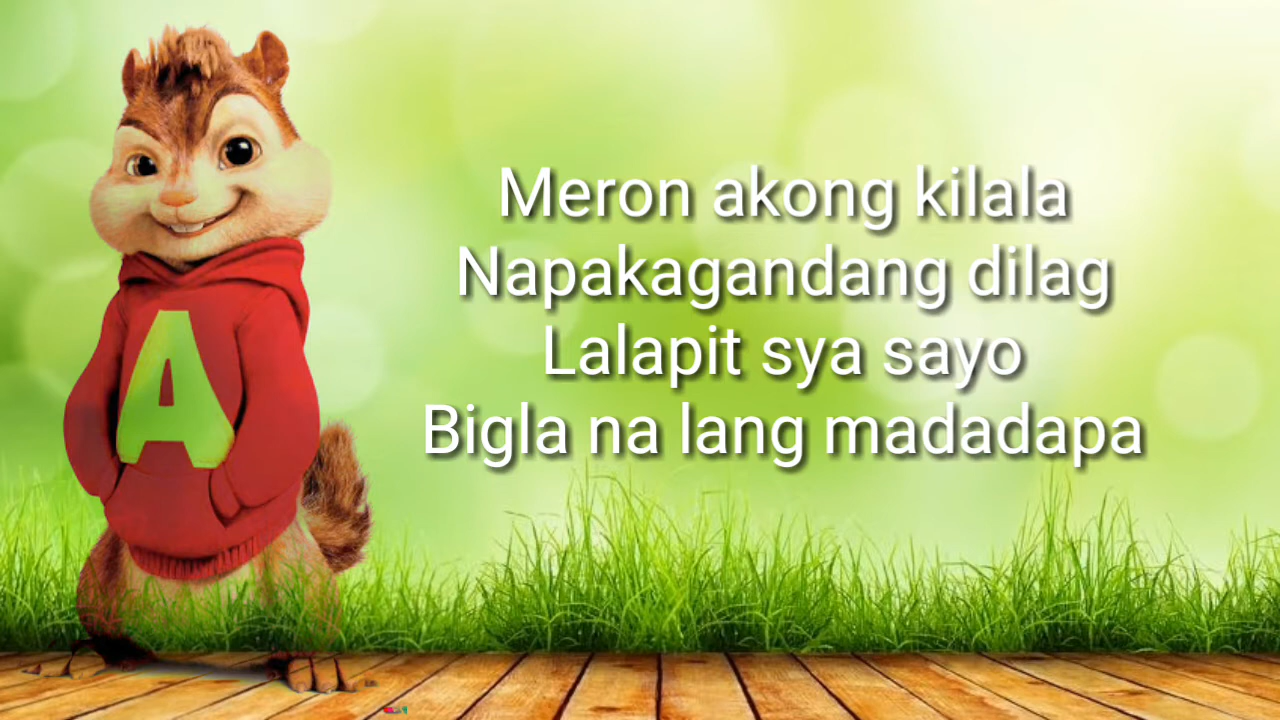 A
Meron akong kilala
Napakagandang dilag
Lalapit sya sayo
Bigla na lang madadapa